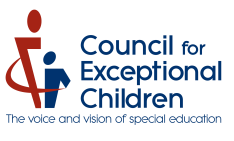 Council for
Exceptional
Children
The voice and vision of special education